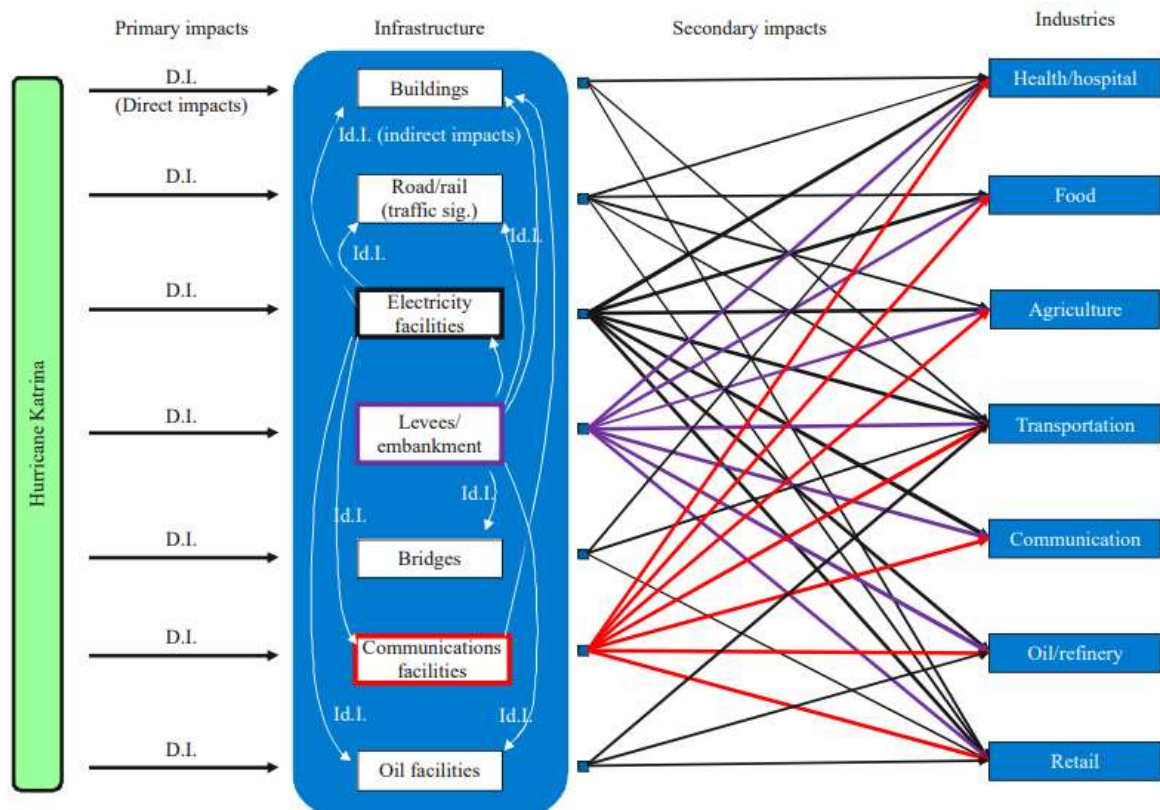 Primary impacts
Infrastructure
Secondary impacts
Industries
Hurricane Katrina
D.I.
(Direct impacts)
D.I.
D.I.
D.I.
D.I.
D.I.
D.I.
Buildings
Id.I. (indirect impacts)
Road/rail
(traffic sig.)
Id.I.
Id.I.
Electricity
facilities
Levees/
embankment
Id.I.
Id.I.
Bridges
Communications
facilities
Id.I.
Id.I.
Oil facilities
Health/hospital
Food
Agriculture
Transportation
Communication
Oil/refinery
Retail